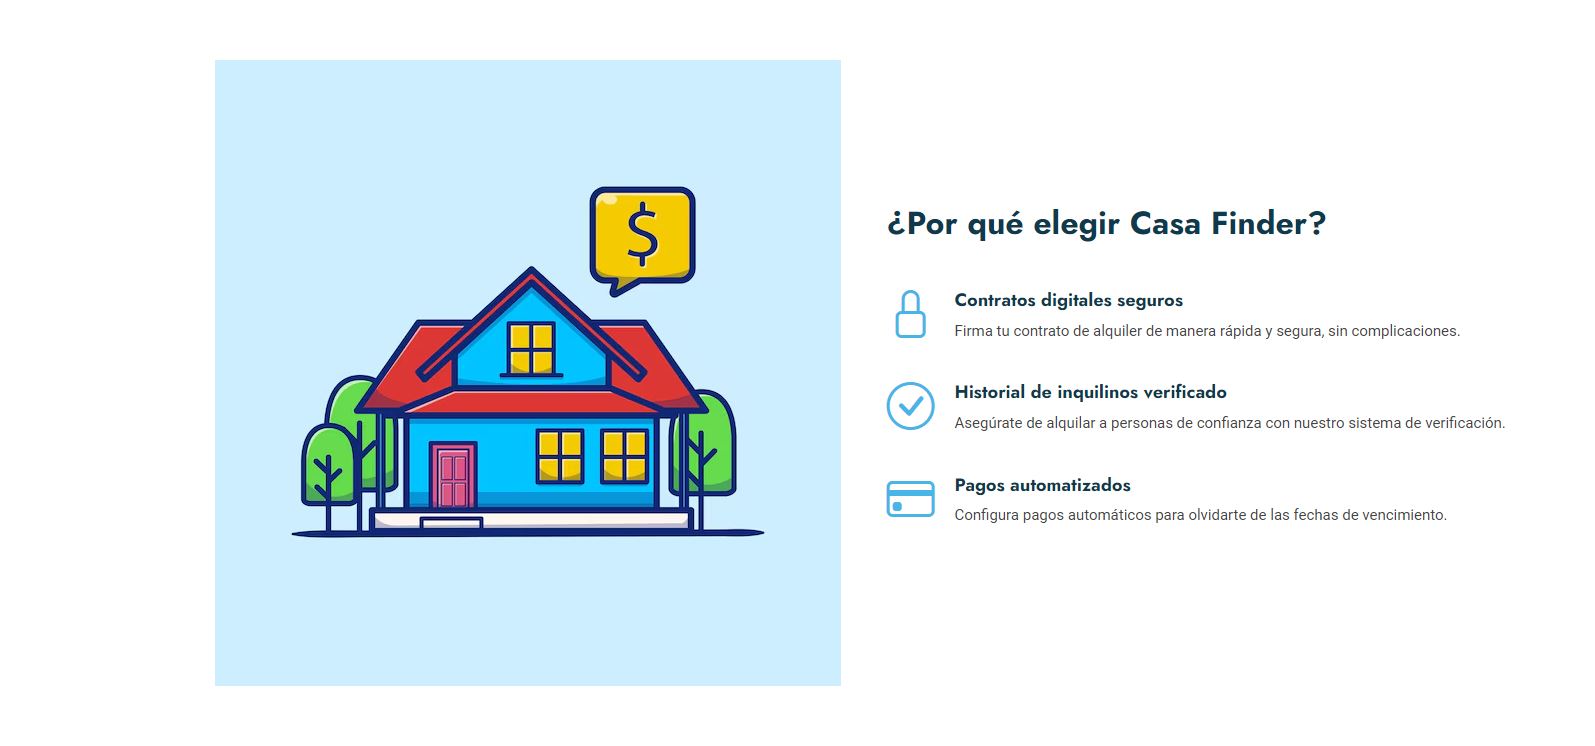 $
¿Por qué elegir Casa Finder?
Contratos digitales seguros
Firma tu contrato de alquiler de manera rápida y segura, sin complicaciones.
Historial de inquilinos verificado
Asegúrate de alquilar a personas de confianza con nuestro sistema de verificación.
Pagos automatizados
Configura pagos automáticos para olvidarte de las fechas de vencimiento.